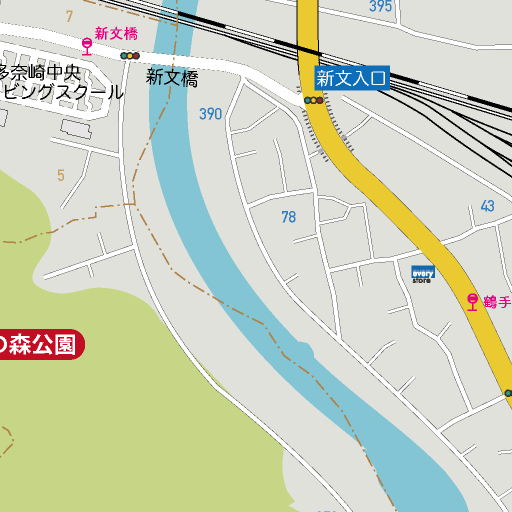 395
7
新文橋
多奈崎中央
新文橋
新文入口
ピングスクール
390
5
78
43
every
store
鶴手
の森公園